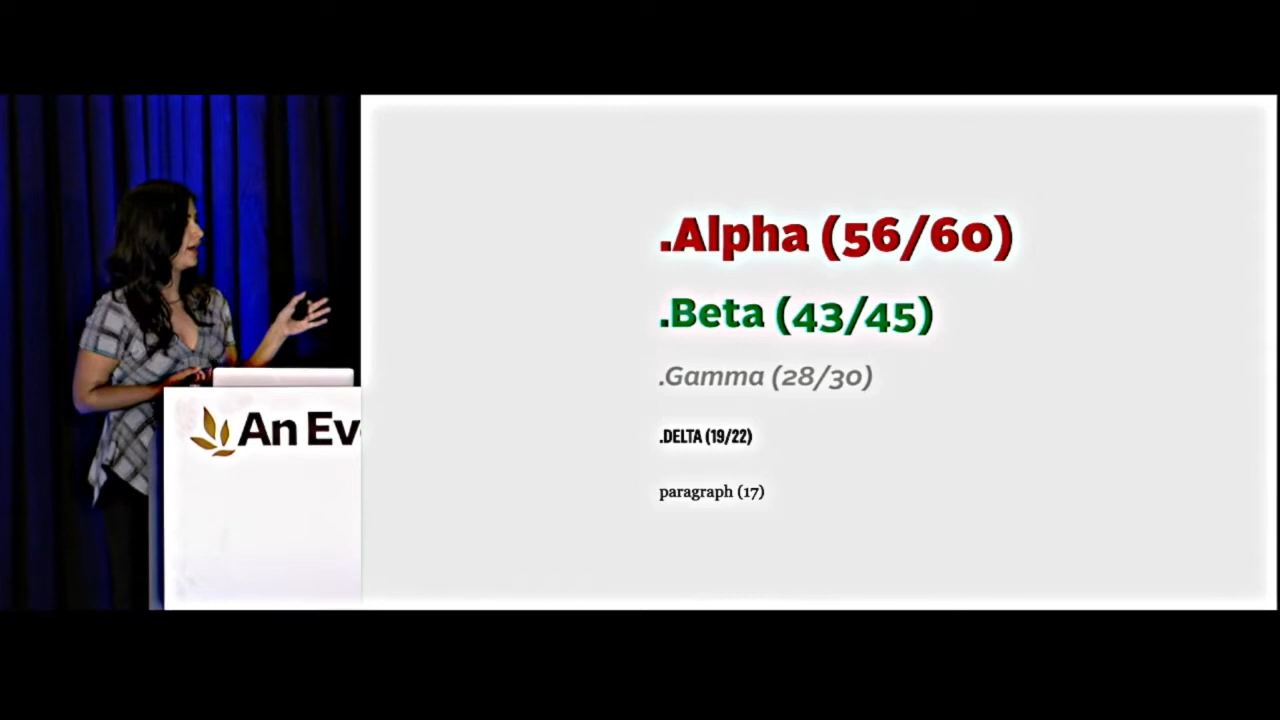 .Alpha (56/60)
.Beta (43/45)
.Gamma (28/30)
.DELTA (19/22)
paragraph (17)
An Ev